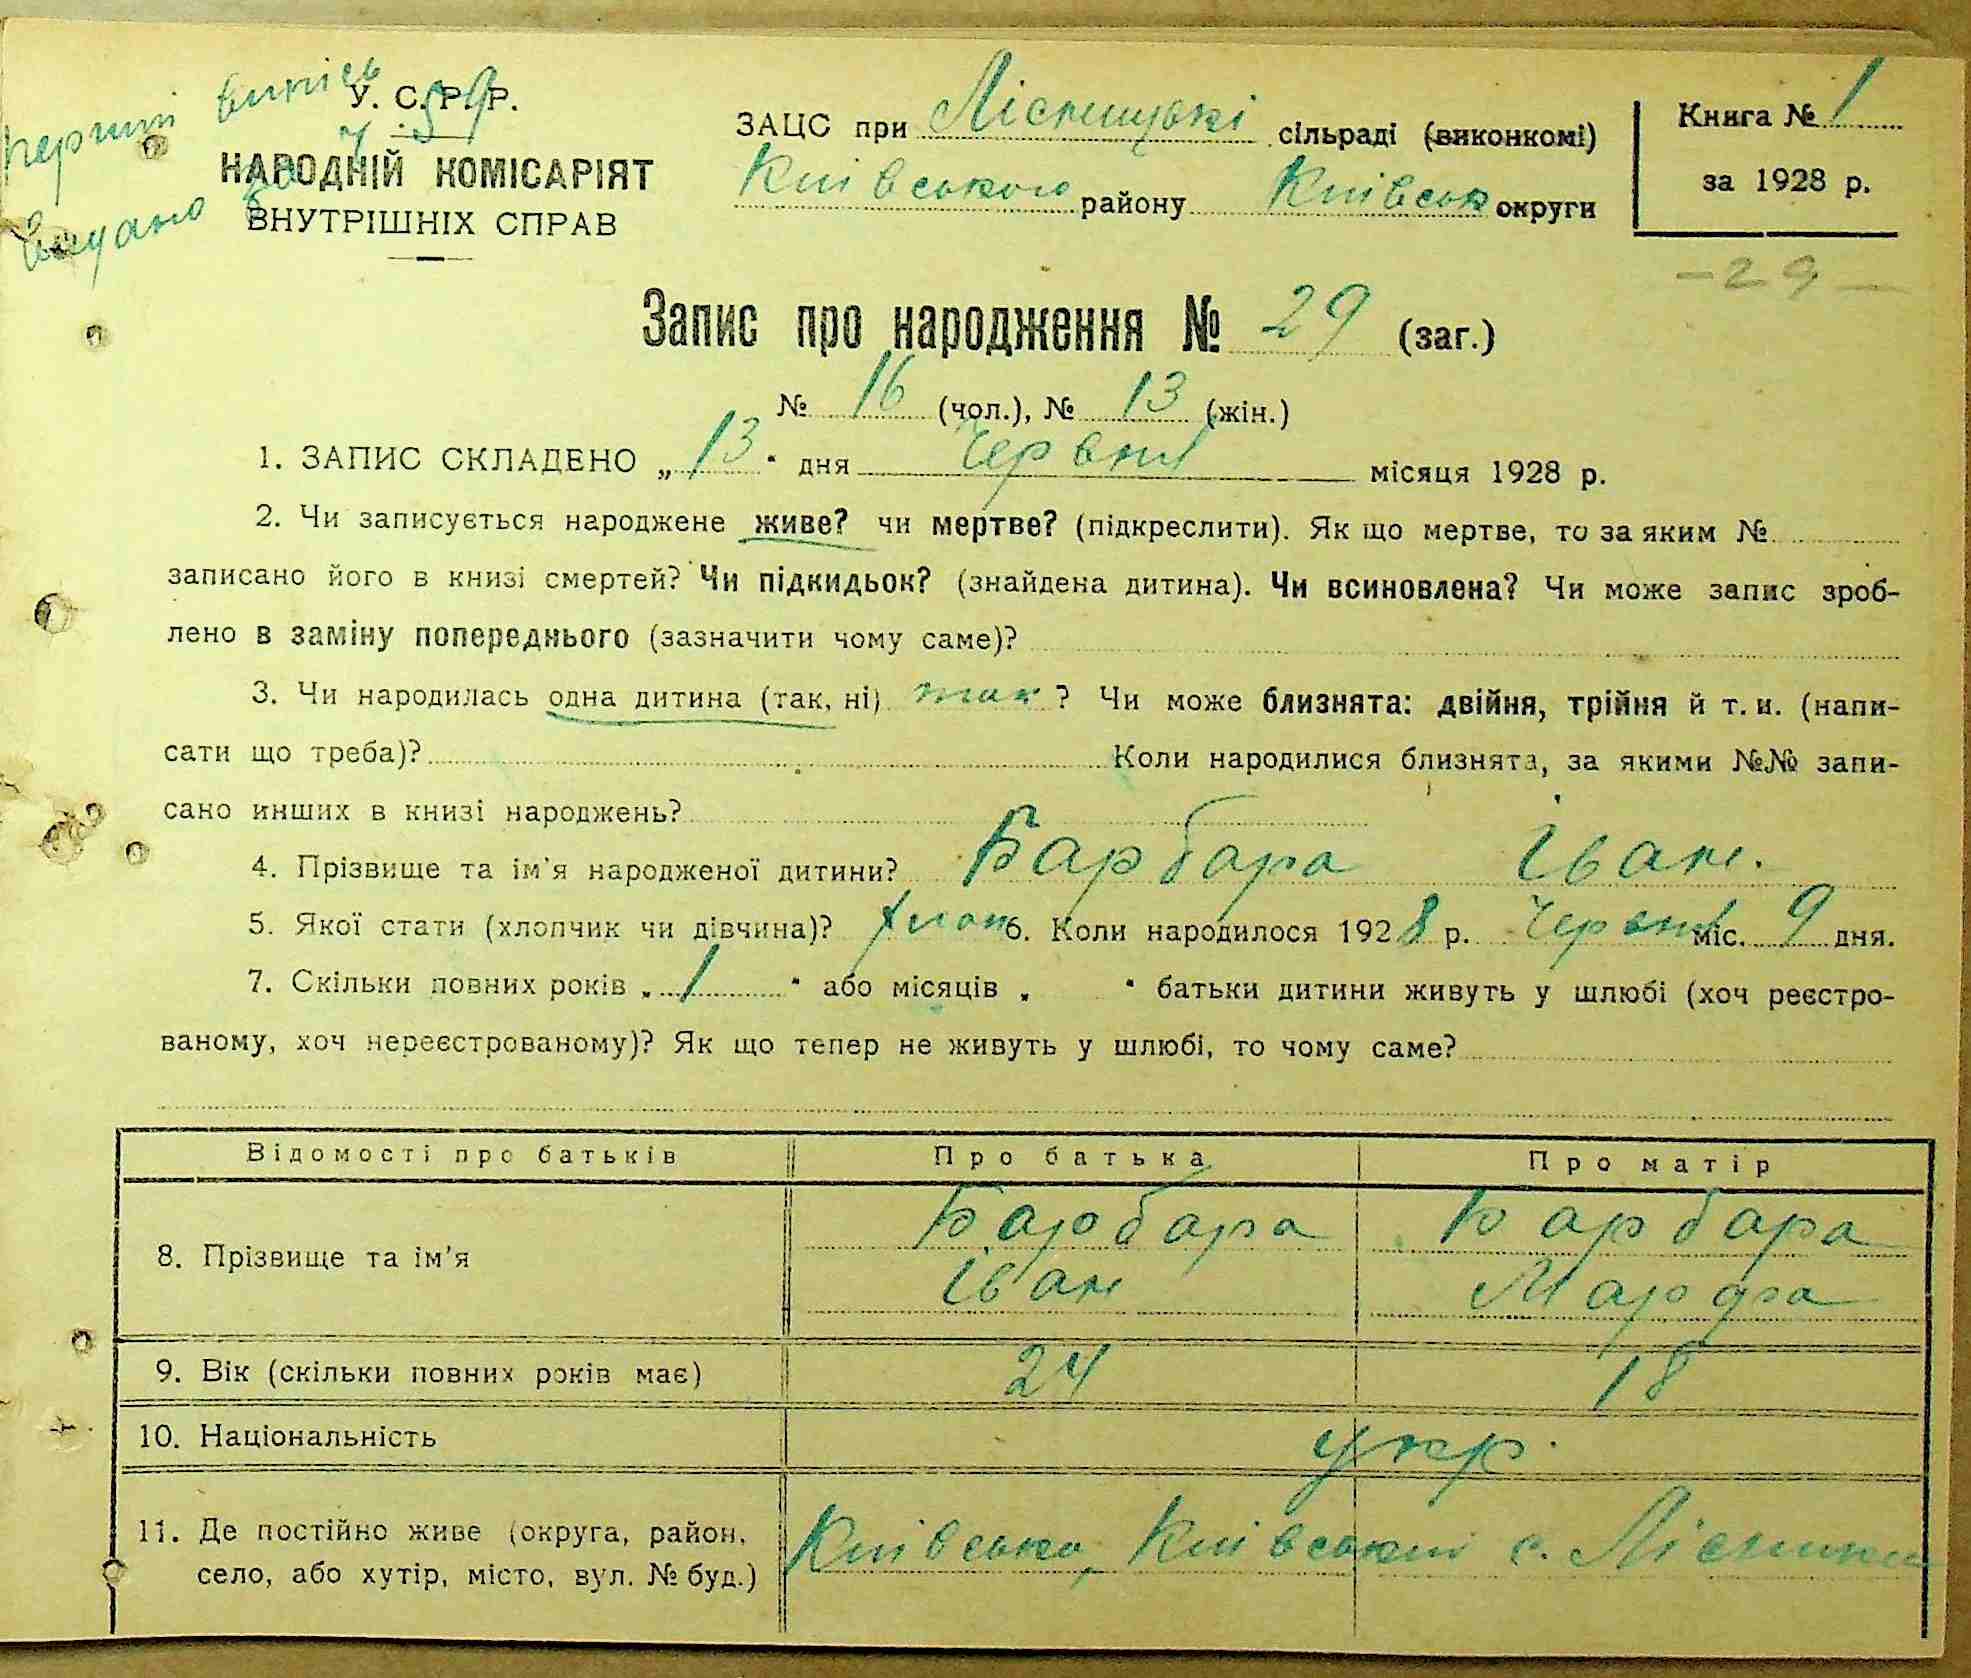 перший випись
У. С. Р. Р.
ч 59
видано
НАРОДНІЙ КОМІСАРІЯТ
ВНУТРІШНІХ СПРАВ
ЗАЦС при Лісницькі сільраді (виконкомі)
Київського району Київськ округи
Книга № 1
за 1928 р.
- 29 -
Запис про народження № 29 (заг.)
№ 16 (чол.), № 13 (жін.)
1. ЗАПИС СКЛАДЕНО „ 13 " дня Червня місяця 1928 р.
2. Чи записується народжене живе? чи мертве? (підкреслити). Як що мертве, то за яким №
записано його в книзі смертей? Чи підкидьок? (знайдена дитина). Чи всиновлена? Чи може запис зроб-
лено в заміну попереднього (зазначити чому саме)?
3. Чи народилась одна дитина (так, ні) так ? Чи може близнята: двійня, трійня й т. и. (напи-
сати що треба)? Коли народилися близнята, за якими №№ запи-
сано инших в книзі народжень?
4. Прізвище та ім'я народженої дитини? Барбара Іван.
5. Якої стати (хлопчик чи дівчина)? хлоп 6. Коли народилося 1928 р. Червня міс. 9 дня.
7. Скільки повних років „ 1 " або місяців „ " батьки дитини живуть у шлюбі (хоч реєстро-
ваному, хоч нереєстрованому)? Як що тепер не живуть у шлюбі, то чому саме?
Відомості про батьків Про батька Про матір
8. Прізвище та ім'я Барбара Барбара
Іван Марфа
9. Вік (скільки повних років має) 24 18
10. Національність укр.
11. Де постійно живе (округа, район, село, або хутір, місто, вул. № буд.) Київська, Київський с. Лісники